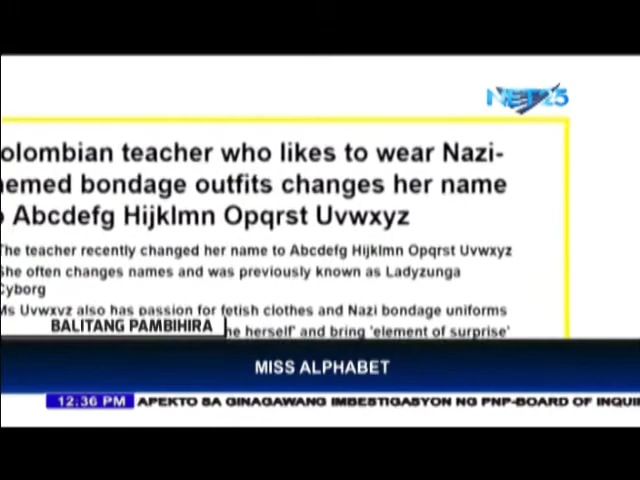 NET25
olombian teacher who likes to wear Nazi-
emed bondage outfits changes her name
Abcdefg Hijklmn Opqrst Uvwxyz
The teacher recently changed her name to Abcdefg Hijklmn Opqrst Uvwxyz
She often changes names and was previously known as Ladyzunga
Cyborg
Ms Uvwxvz also has passion for fetish clothes and Nazi bondage uniforms
he herself' and bring 'element of surprise'
BALITANG PAMBIHIRA
MISS ALPHABET
12:36 PM APEKTO SA GINAGAWANG IMBESTIGASYON NG PNP-BOARD OF INQUI